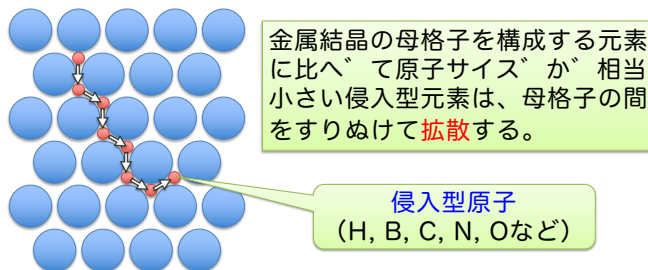 金属結晶の母格子を構成する元素
に比へ゛て原子サイス゛か゛相当
小さい侵入型元素は、母格子の間
をすりぬけて拡散する。
侵入型原子
（H, B, C, N, Oなど）